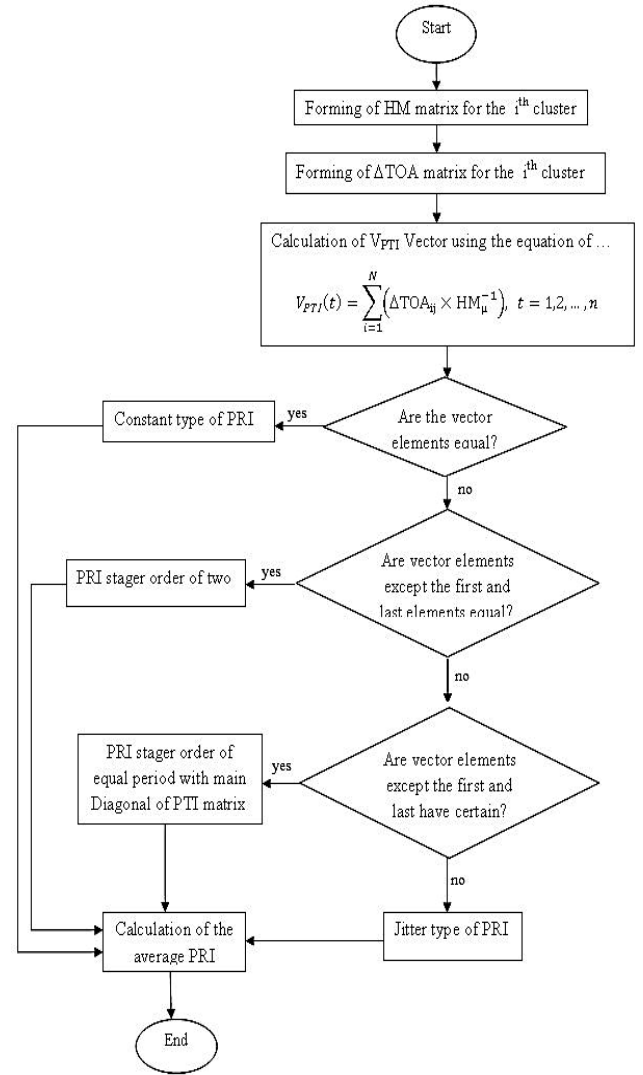 Start
Forming of HM matrix for the i^th cluster
Forming of ΔTOA matrix for the i^th cluster
Calculation of V_PTI Vector using the equation of …
V_PTI(t) = ∑_{i=1}^{N} (ΔTOA_ij × HM_μ^{-1}), t = 1,2, … , n
Are the vector
elements equal?
yes
Constant type of PRI
no
Are vector elements
except the first and
last elements equal?
yes
PRI stager order of two
no
Are vector elements
except the first and
last have certain?
yes
PRI stager order of
equal period with main
Diagonal of PTI matrix
no
Jitter type of PRI
Calculation of the
average PRI
End